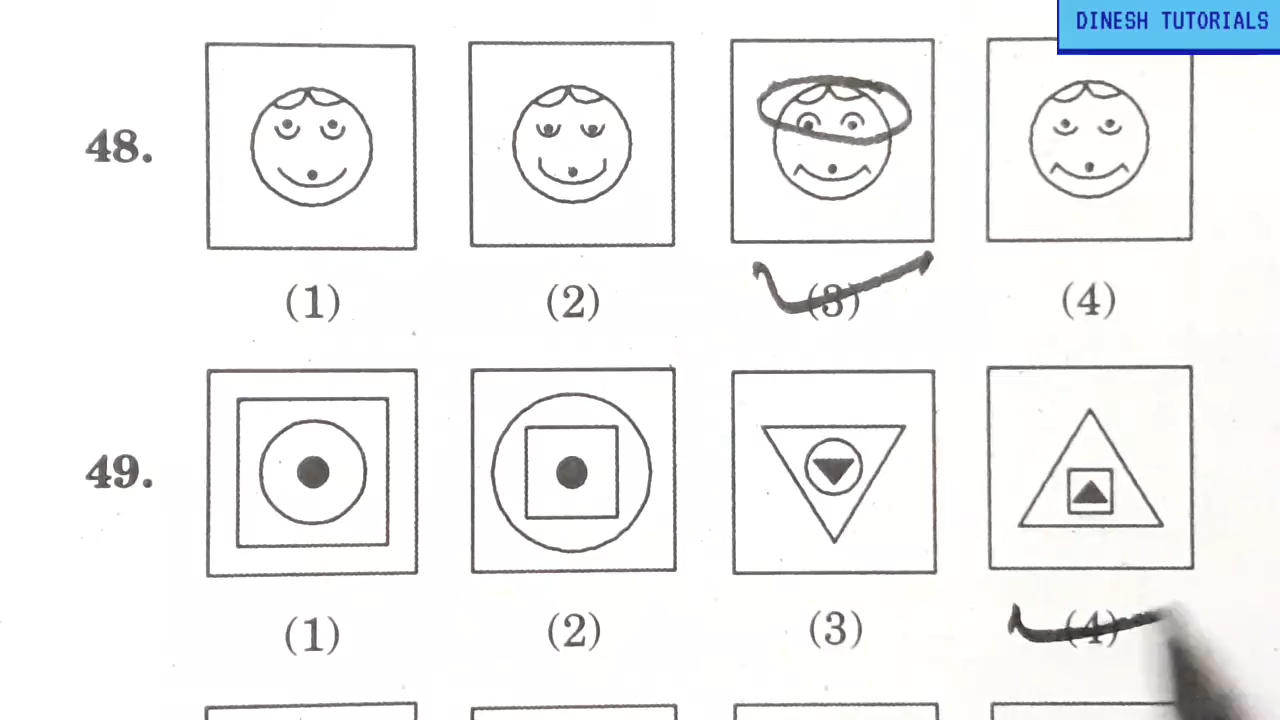 DINESH TUTORIALS
48.
(1) (2) (3) (4)
49.
(1) (2) (3) (4)